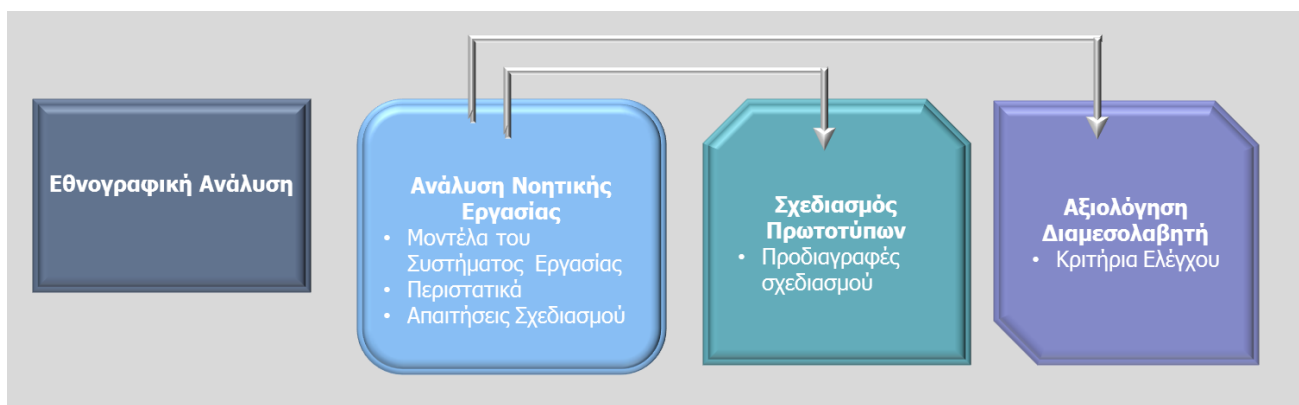 Εθνογραφική Ανάλυση
Ανάλυση Νοητικής
Εργασίας
• Μοντέλα του
Συστήματος Εργασίας
• Περιστατικά
• Απαιτήσεις Σχεδιασμού
Σχεδιασμός
Πρωτοτύπων
• Προδιαγραφές
σχεδιασμού
Αξιολόγηση
Διαμεσολαβητή
• Κριτήρια Ελέγχου